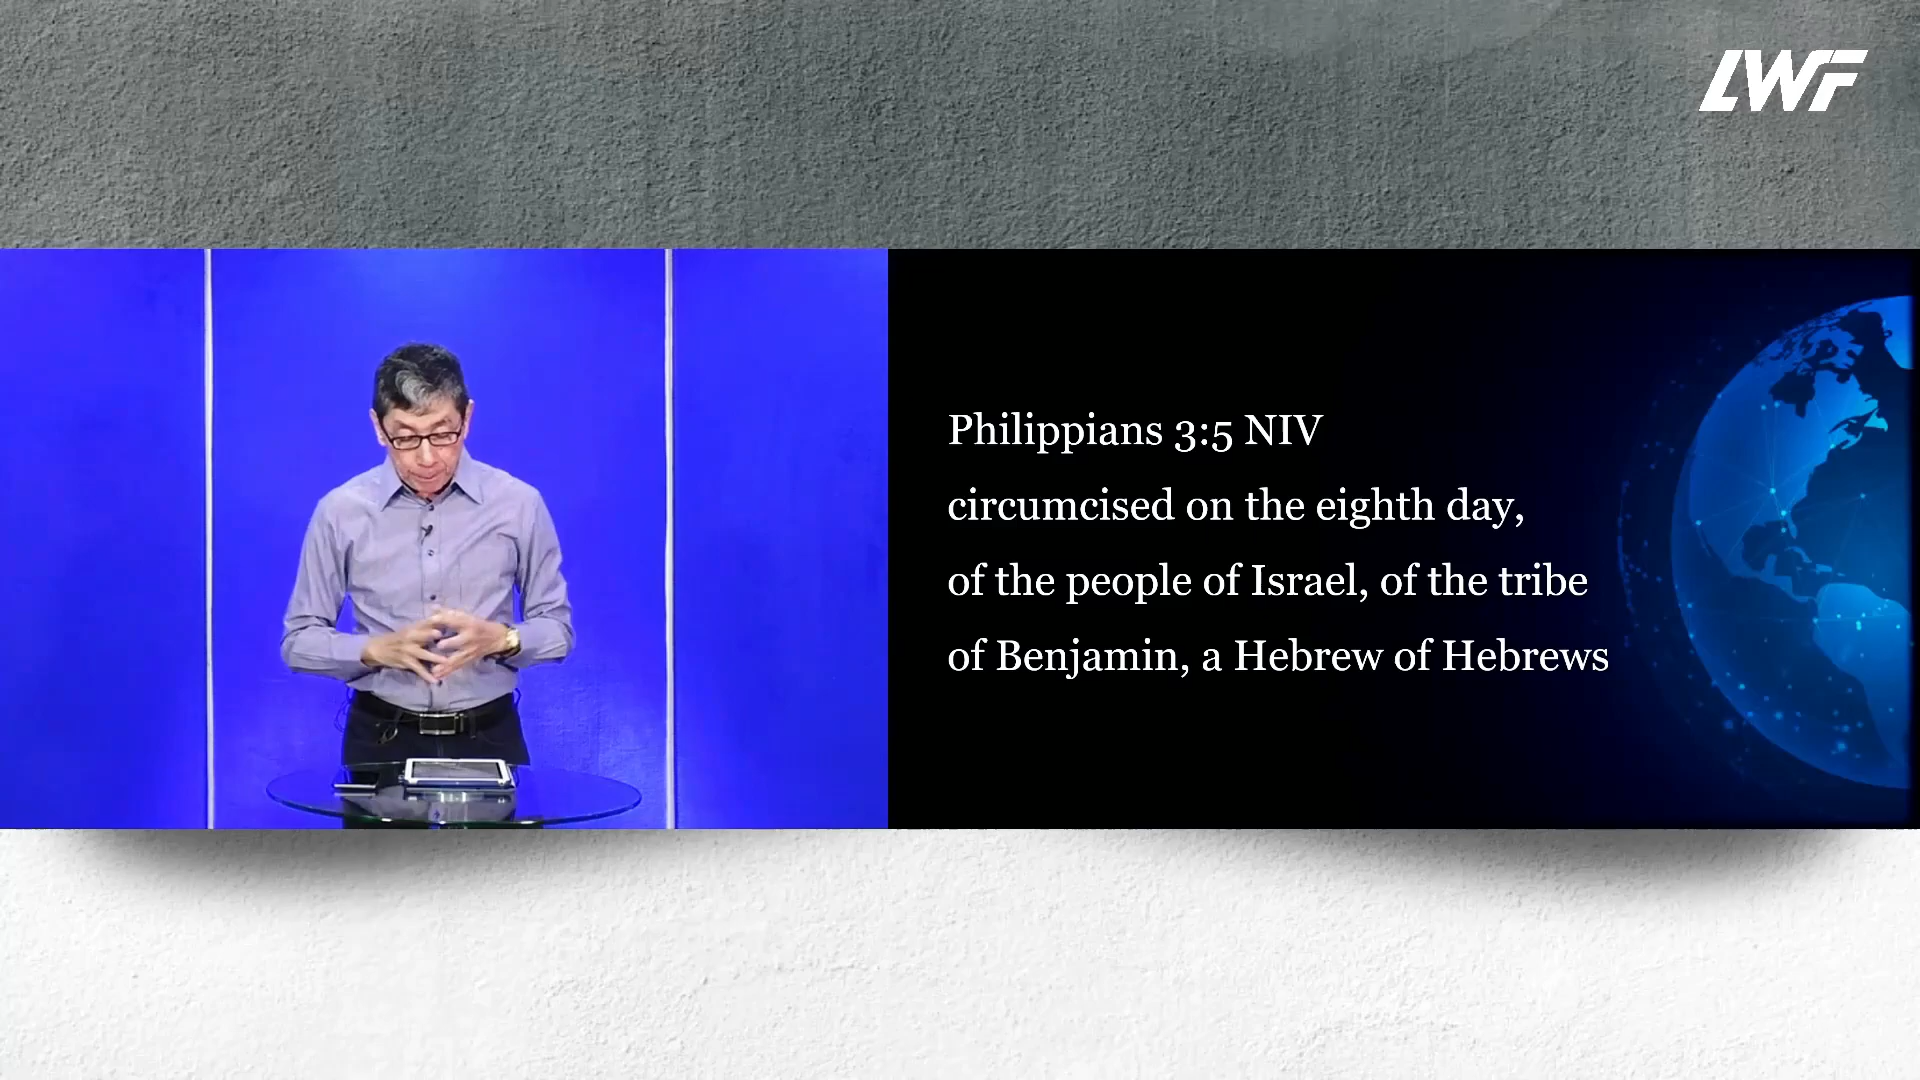 LWF
Philippians 3:5 NIV
circumcised on the eighth day,
of the people of Israel, of the tribe
of Benjamin, a Hebrew of Hebrews